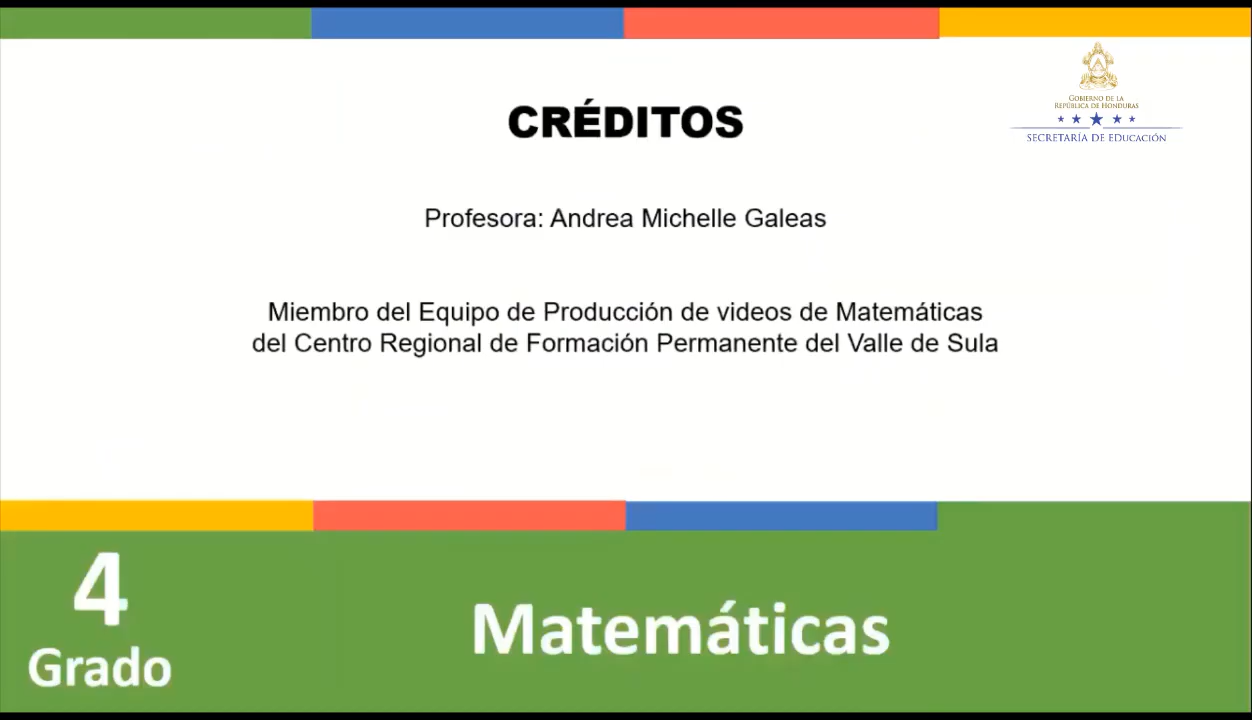 CRÉDITOS
GOBIERNO DE LA
REPÚBLICA DE HONDURAS
SECRETARÍA DE EDUCACIÓN
Profesora: Andrea Michelle Galeas
Miembro del Equipo de Producción de videos de Matemáticas
del Centro Regional de Formación Permanente del Valle de Sula
4
Grado
Matemáticas